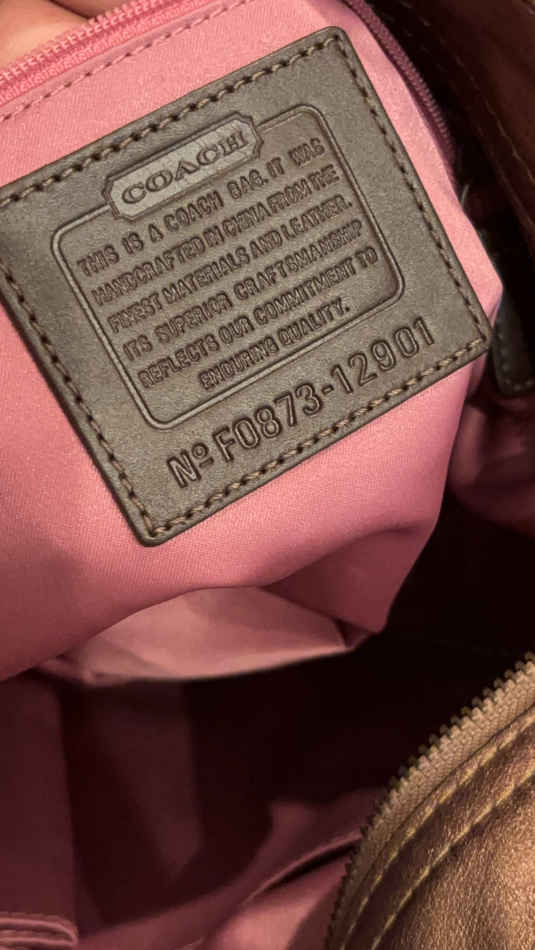 COACH
THIS IS A COACH BAG. IT WAS
HANDCRAFTED IN CHINA FROM THE
FINEST MATERIALS AND LEATHER.
ITS SUPERIOR CRAFTSMANSHIP
REFLECTS OUR COMMITMENT TO
ENDURING QUALITY.
Nº F0873-12901